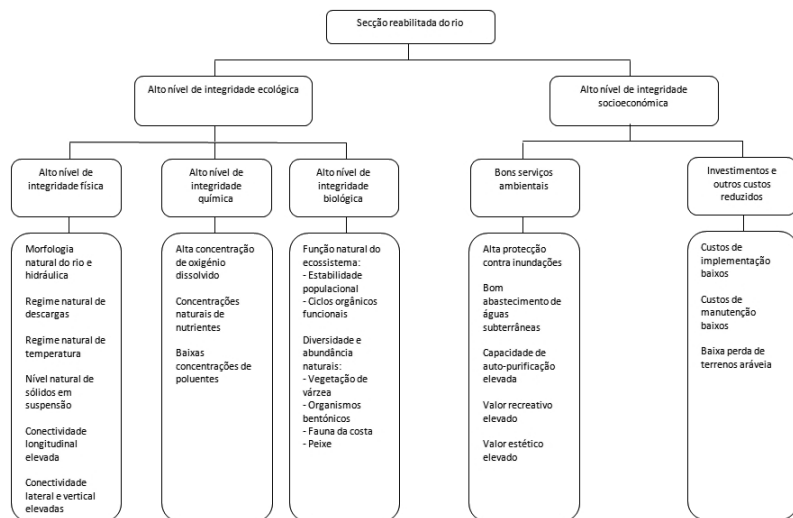 Secção reabilitada do rio
Alto nível de integridade ecológica
Alto nível de integridade
socioeconómica
Alto nível de
integridade física
Alto nível de
integridade
química
Alto nível de
integridade
biológica
Bons serviços
ambientais
Investimentos e
outros custos
reduzidos
Morfologia
natural do rio e
hidráulica
Regime natural de
descargas
Regime natural de
temperatura
Nível natural de
sólidos em
suspensão
Conectividade
longitudinal
elevada
Conectividade
lateral e vertical
elevadas
Alta concentração
de oxigénio
dissolvido
Concentrações
naturais de
nutrientes
Baixas
concentrações de
poluentes
Função natural do
ecossistema:
- Estabilidade
populacional
- Ciclos orgânicos
funcionais
Diversidade e
abundância
naturais:
- Vegetação de
várzea
- Organismos
bentónicos
- Fauna da costa
- Peixe
Alta protecção
contra inundações
Bom
abastecimento de
águas
subterrâneas
Capacidade de
auto-purificação
elevada
Valor recreativo
elevado
Valor estético
elevado
Custos de
implementação
baixos
Custos de
manutenção
baixos
Baixa perda de
terrenos aráveia